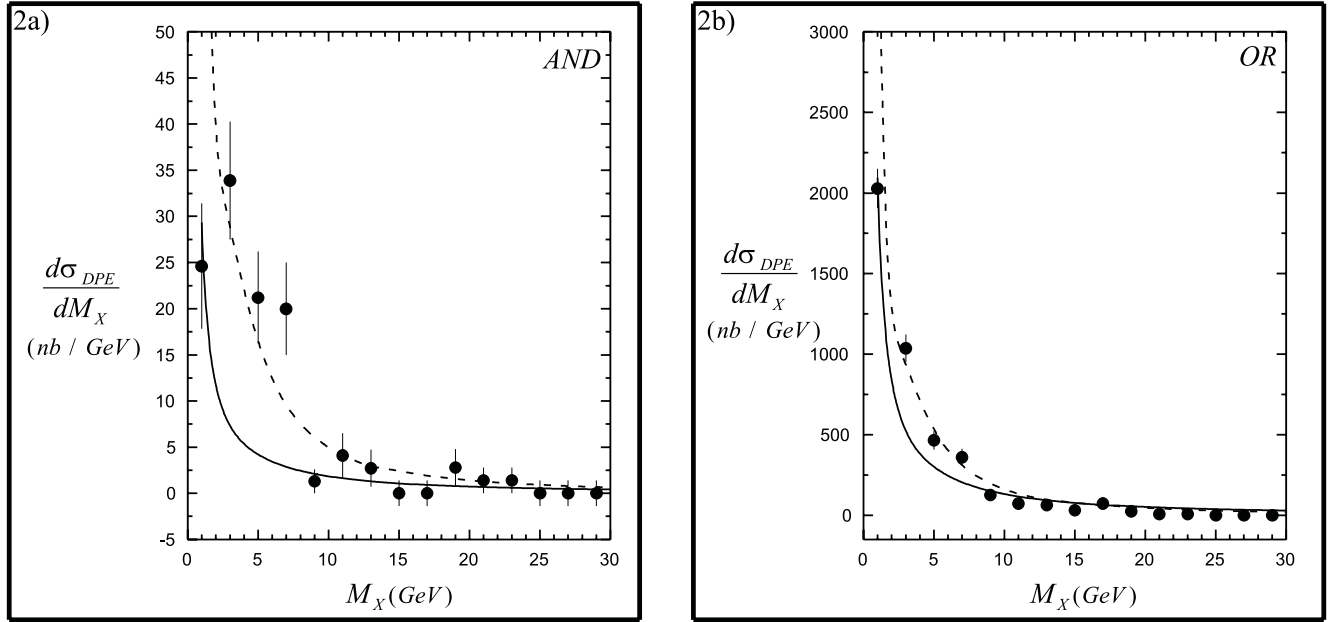 2a)
AND
50
45
40
35
30
25
20
15
10
5
0
-5
dσ DPE
dM X
(nb / GeV)
0 5 10 15 20 25 30
M X (GeV)
2b)
OR
3000
2500
2000
1500
1000
500
0
dσ DPE
dM X
(nb / GeV)
0 5 10 15 20 25 30
M X (GeV)